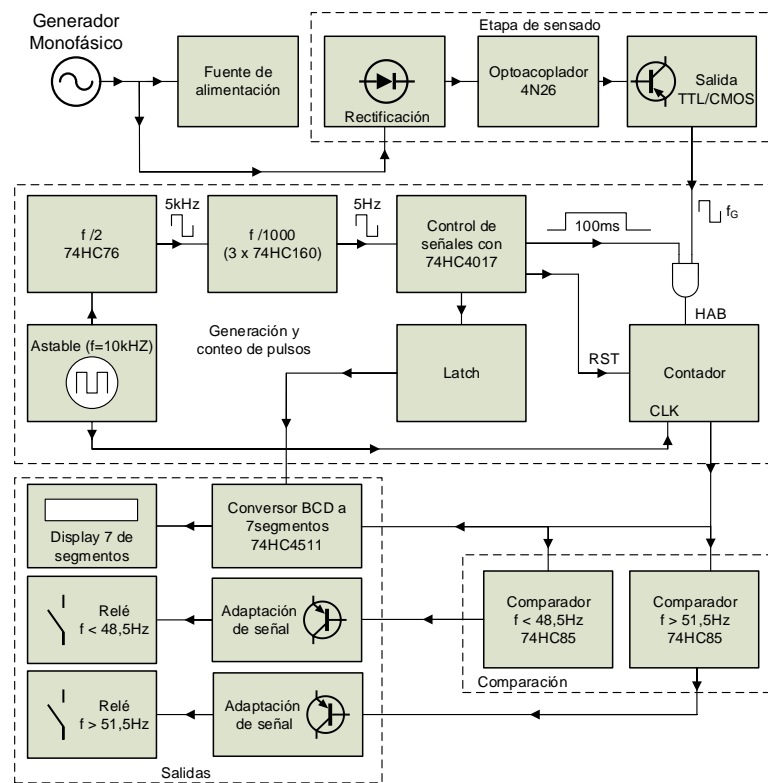 Generador
Monofásico
Fuente de
alimentación
Etapa de sensado
Rectificación
Optoacoplador
4N26
Salida
TTL/CMOS
f /2
74HC76
5kHz
f /1000
(3 x 74HC160)
5Hz
Control de
señales con
74HC4017
100ms
fG
HAB
Astable (f=10kHZ)
Generación y
conteo de pulsos
Latch
RST
Contador
CLK
Display 7 de
segmentos
Conversor BCD a
7segmentos
74HC4511
Relé
f < 48,5Hz
Adaptación
de señal
Comparador
f < 48,5Hz
74HC85
Comparador
f > 51,5Hz
74HC85
Comparación
Relé
f > 51,5Hz
Adaptación
de señal
Salidas